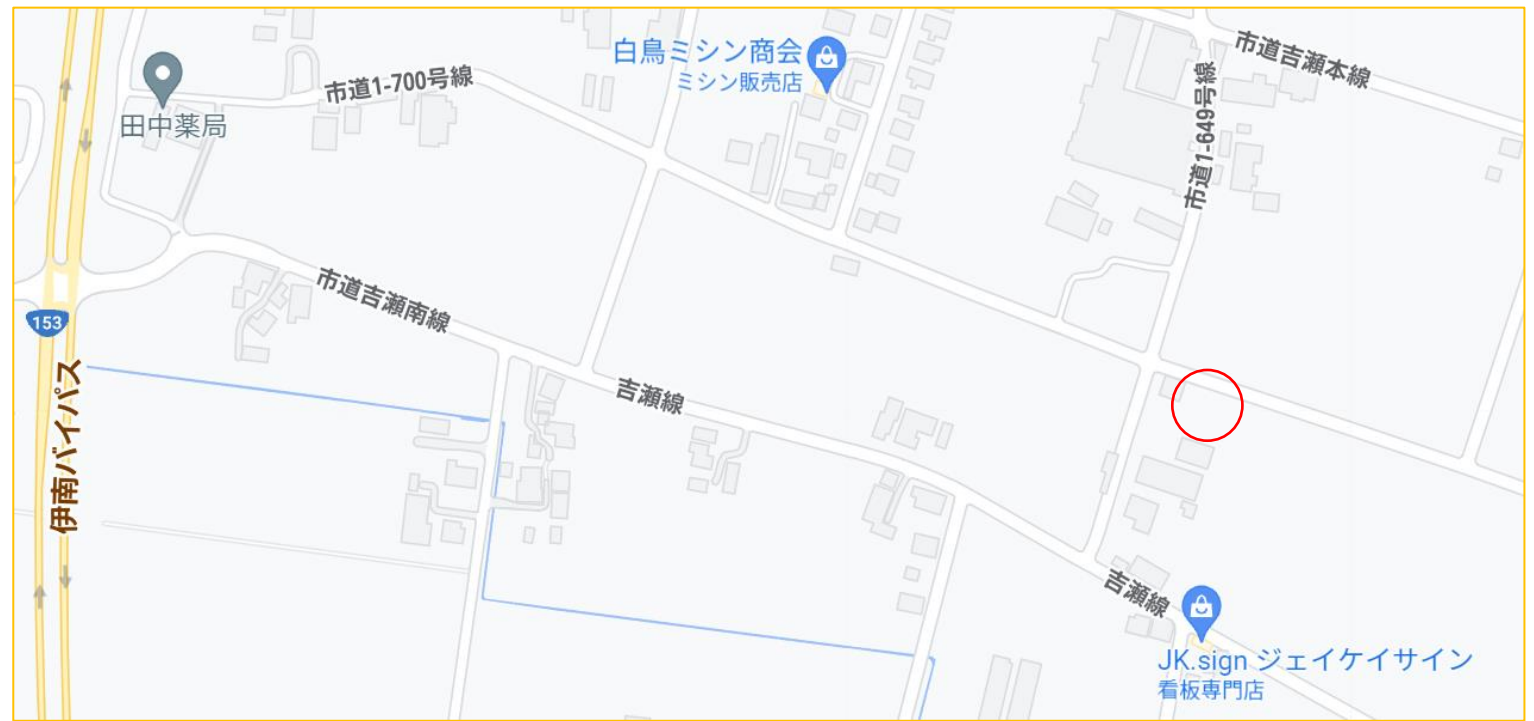 白鳥ミシン商会
ミシン販売店
市道吉瀬本線
市道1-700号線
田中薬局
市道1-649号線
市道吉瀬南線
153
伊南バイパス
吉瀬線
吉瀬線
JK.sign ジェイケイサイン
看板専門店